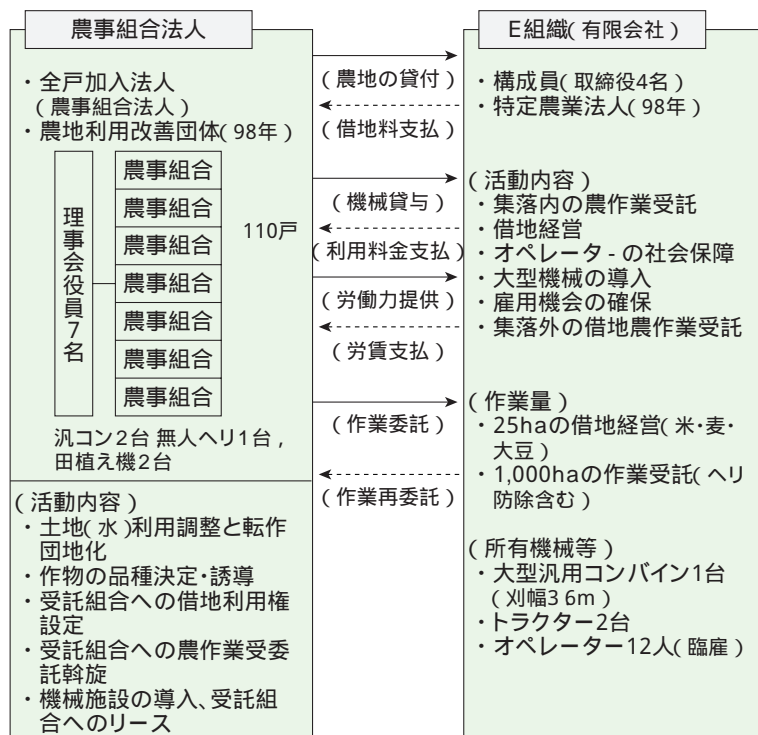 農事組合法人
・全戸加入法人
(農事組合法人)
・農地利用改善団体(98年)
理事会役員7名
農事組合
農事組合
農事組合
農事組合
農事組合
農事組合
農事組合
110戸
汎コン2台 無人ヘリ1台,
田植え機2台
(活動内容)
・土地(水)利用調整と転作
団地化
・作物の品種決定・誘導
・受託組合への借地利用権
設定
・受託組合への農作業受委
託斡旋
・機械施設の導入、受託組
合へのリース
(農地の貸付)
(借地料支払)
(機械貸与)
(利用料金支払)
(労働力提供)
(労賃支払)
(作業委託)
(作業再委託)
E組織(有限会社)
・構成員(取締役4名)
・特定農業法人(98年)
(活動内容)
・集落内の農作業受託
・借地経営
・オペレータ-の社会保障
・大型機械の導入
・雇用機会の確保
・集落外の借地農作業受託
(作業量)
・25haの借地経営(米・麦・
大豆)
・1,000haの作業受託(ヘリ
防除含む)
(所有機械等)
・大型汎用コンバイン1台
(刈幅3 6m)
・トラクター2台
・オペレーター12人(臨雇)